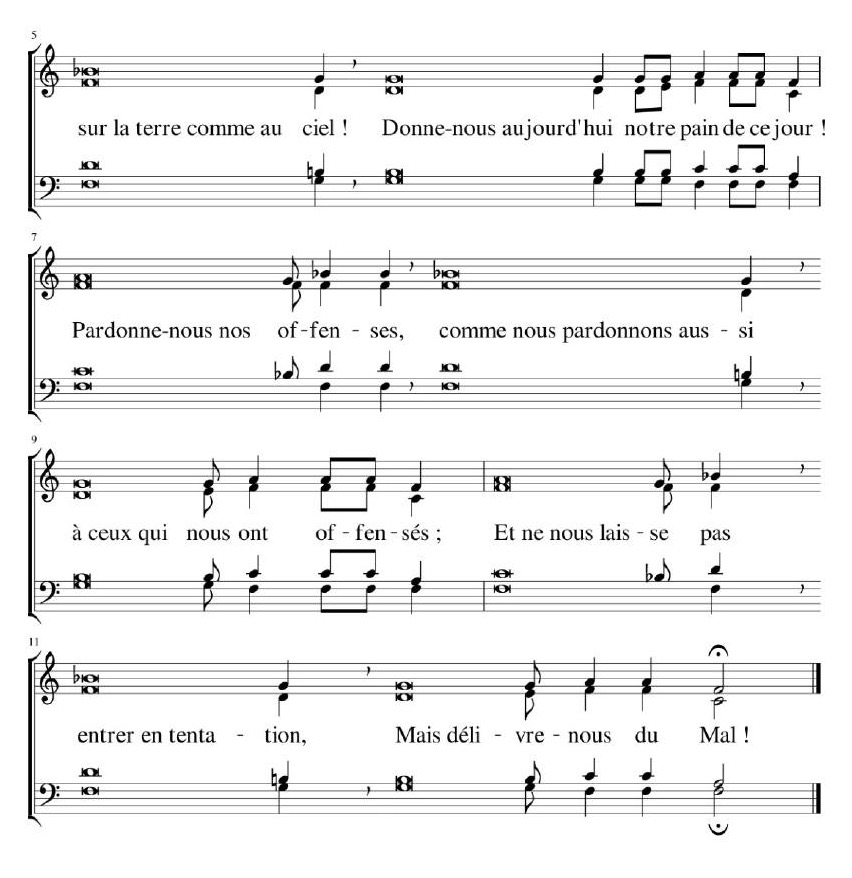 5
sur la terre comme au ciel ! Donne-nous aujourd'hui notre pain de ce jour !
7
Pardonne-nous nos of-fen - ses, comme nous pardonnons aus - si
9
à ceux qui nous ont of - fen - sés ; Et ne nous lais - se pas
11
entrer en tenta - tion, Mais déli - vre - nous du Mal !